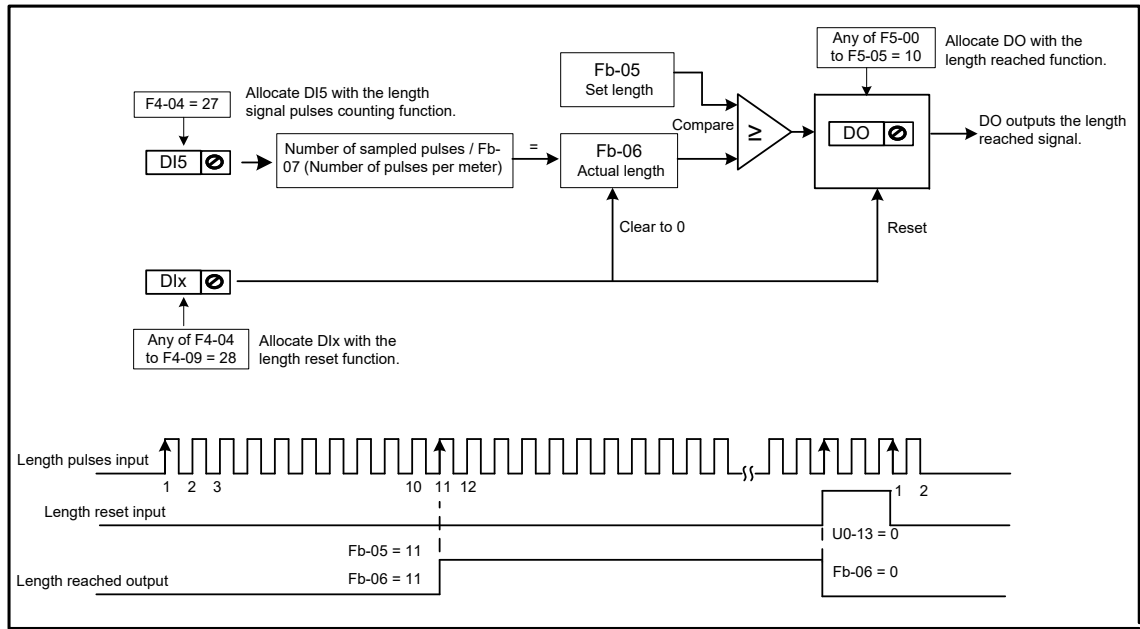 Any of F5-00
to F5-05 = 10
Allocate DO with the
length reached function.
Fb-05
Set length
F4-04 = 27
Allocate DI5 with the length
signal pulses counting function.
Compare
≥
DO
DO outputs the length
reached signal.
DI5
Number of sampled pulses / Fb-
07 (Number of pulses per meter)
=
Fb-06
Actual length
Clear to 0
Reset
DIx
Any of F4-04
to F4-09 = 28
Allocate DIx with the
length reset function.
Length pulses input
1 2 3 10 11 12 1 2
Length reset input
U0-13 = 0
Fb-05 = 11
Fb-06 = 11
Fb-06 = 0
Length reached output